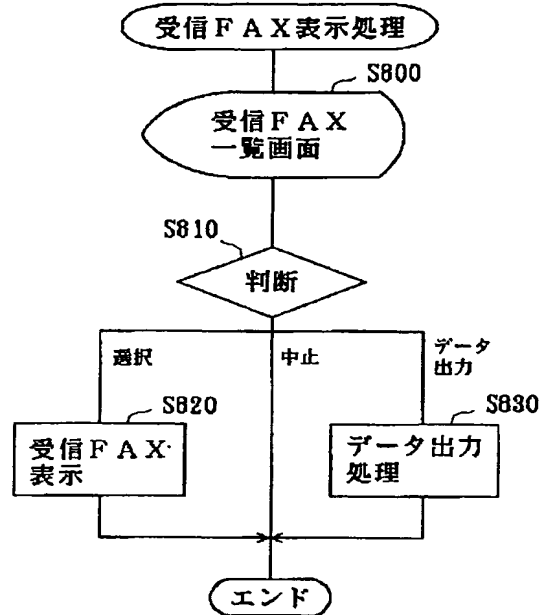 受信FAX表示処理
S800
受信FAX
一覧画面
S810
判断
選択
中止
データ
出力
S820
受信FAX
表示
S830
データ出力
処理
エンド